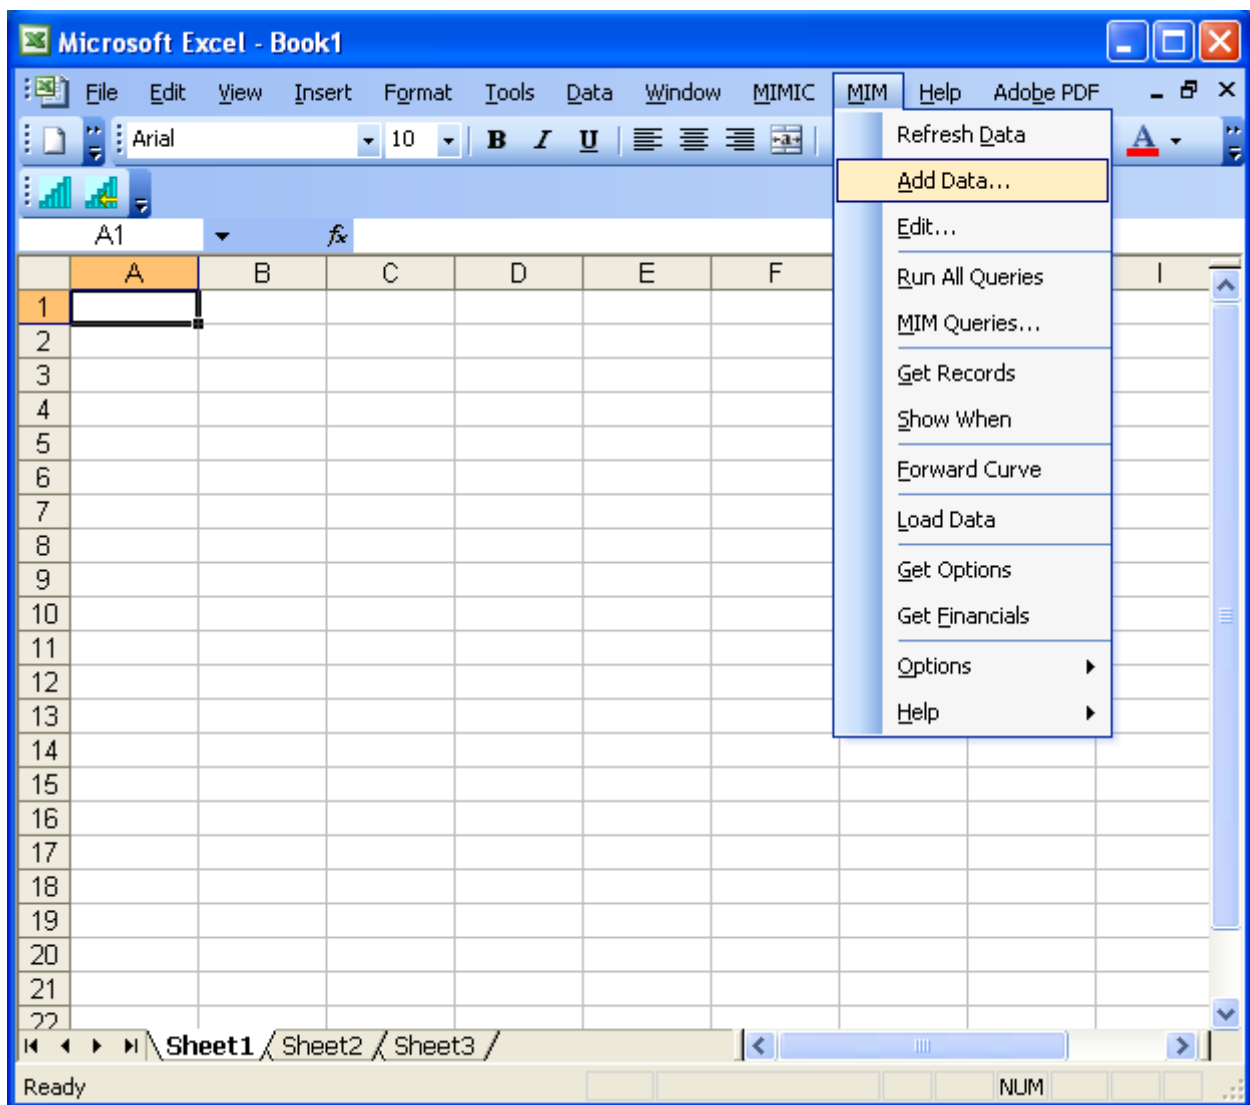 Microsoft Excel - Book1
File Edit View Insert Format Tools Data Window MIMIC MIM Help Adobe PDF
Arial 10 B I U A
A1 fx
A B C D E F I
Refresh Data
Add Data...
Edit...
Run All Queries
MIM Queries...
Get Records
Show When
Forward Curve
Load Data
Get Options
Get Financials
Options
Help
1
2
3
4
5
6
7
8
9
10
11
12
13
14
15
16
17
18
19
20
21
22
Sheet1 Sheet2 Sheet3
Ready NUM